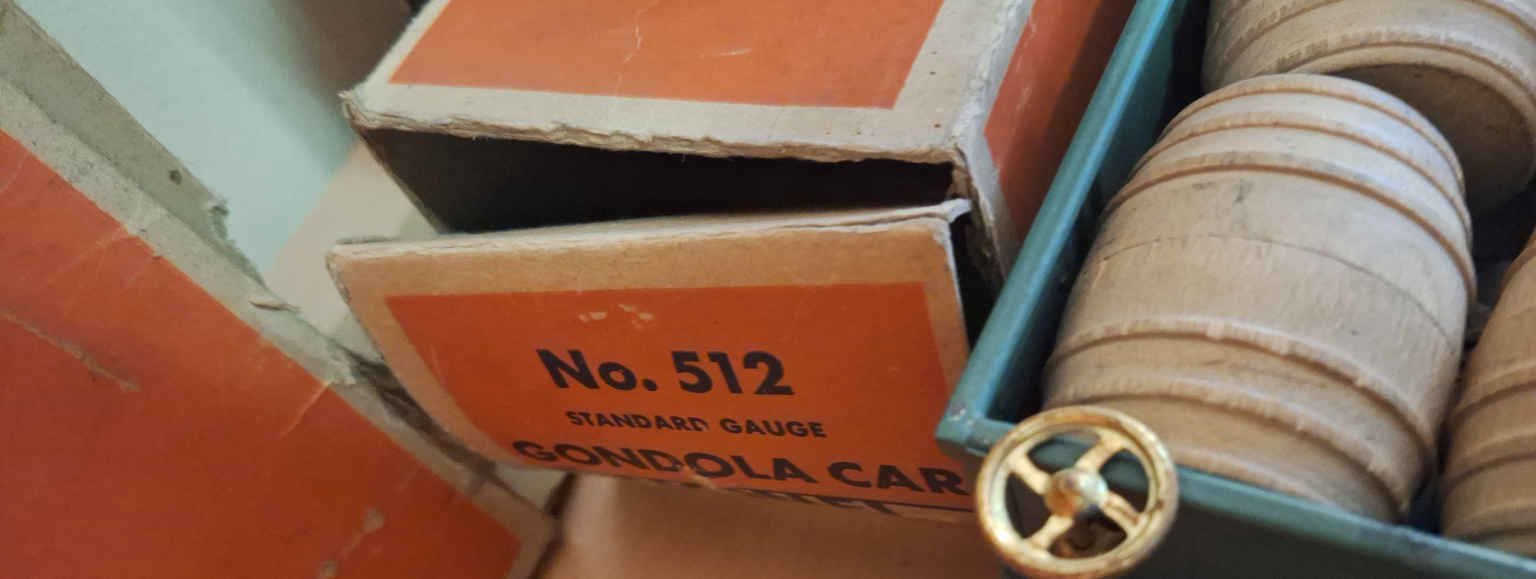 No. 512
STANDARD GAUGE
GONDOLA CAR